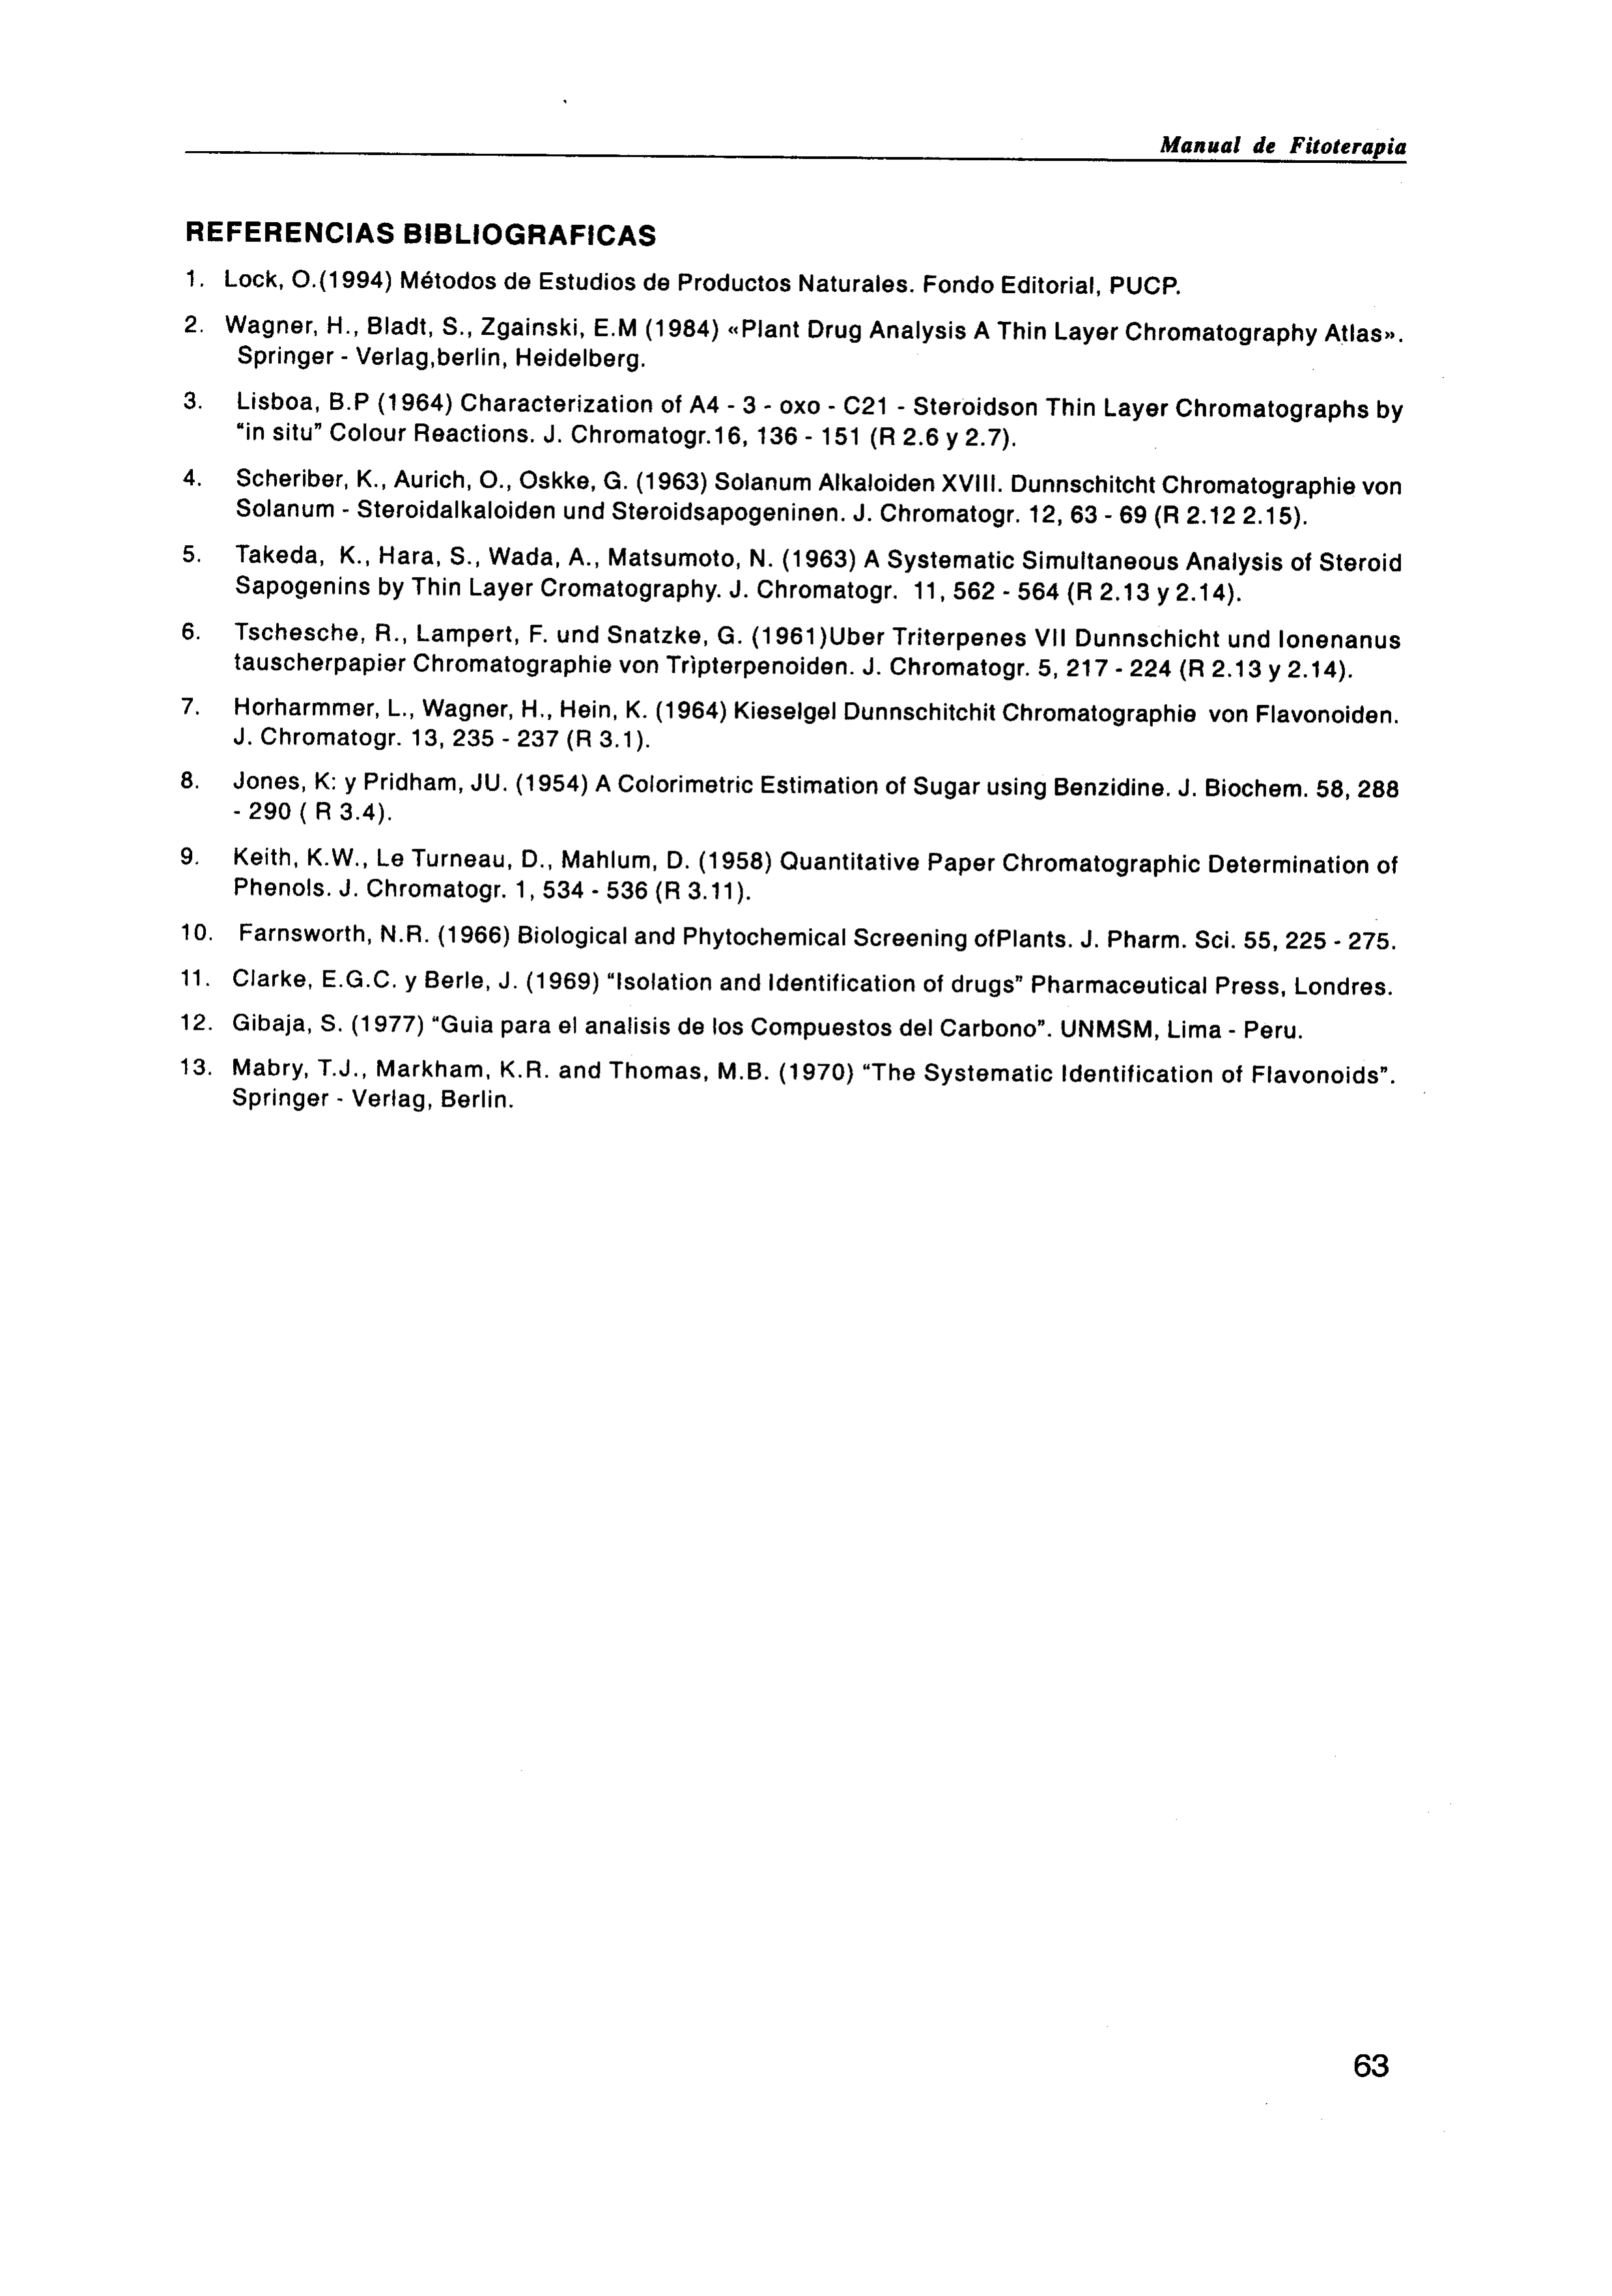 Manual de Fitoterapia
REFERENCIAS BIBLIOGRAFICAS
1. Lock, O.(1994) Métodos de Estudios de Productos Naturales. Fondo Editorial, PUCP.
2. Wagner, H., Bladt, S., Zgainski, E.M (1984) «Plant Drug Analysis A Thin Layer Chromatography Atlas».
Springer - Verlag,berlin, Heidelberg.
3. Lisboa, B.P (1964) Characterization of A4 - 3 - oxo - C21 - Steroidson Thin Layer Chromatographs by
“in situ” Colour Reactions. J. Chromatogr.16, 136 - 151 (R 2.6 y 2.7).
4. Scheriber, K., Aurich, O., Oskke, G. (1963) Solanum Alkaloiden XVIII. Dunnschitcht Chromatographie von
Solanum - Steroidalkaloiden und Steroidsapogeninen. J. Chromatogr. 12, 63 - 69 (R 2.12 2.15).
5. Takeda, K., Hara, S., Wada, A., Matsumoto, N. (1963) A Systematic Simultaneous Analysis of Steroid
Sapogenins by Thin Layer Cromatography. J. Chromatogr. 11, 562 - 564 (R 2.13 y 2.14).
6. Tschesche, R., Lampert, F. und Snatzke, G. (1961)Uber Triterpenes VII Dunnschicht und Ionenanus
tauscherpapier Chromatographie von Tripterpenoiden. J. Chromatogr. 5, 217 - 224 (R 2.13 y 2.14).
7. Horharmmer, L., Wagner, H., Hein, K. (1964) Kieselgel Dunnschitchit Chromatographie von Flavonoiden.
J. Chromatogr. 13, 235 - 237 (R 3.1).
8. Jones, K: y Pridham, JU. (1954) A Colorimetric Estimation of Sugar using Benzidine. J. Biochem. 58, 288
- 290 ( R 3.4).
9. Keith, K.W., Le Turneau, D., Mahlum, D. (1958) Quantitative Paper Chromatographic Determination of
Phenols. J. Chromatogr. 1, 534 - 536 (R 3.11).
10. Farnsworth, N.R. (1966) Biological and Phytochemical Screening ofPlants. J. Pharm. Sci. 55, 225 - 275.
11. Clarke, E.G.C. y Berle, J. (1969) “Isolation and Identification of drugs” Pharmaceutical Press, Londres.
12. Gibaja, S. (1977) “Guia para el analisis de los Compuestos del Carbono”. UNMSM, Lima - Peru.
13. Mabry, T.J., Markham, K.R. and Thomas, M.B. (1970) “The Systematic Identification of Flavonoids”.
Springer - Verlag, Berlin.
63